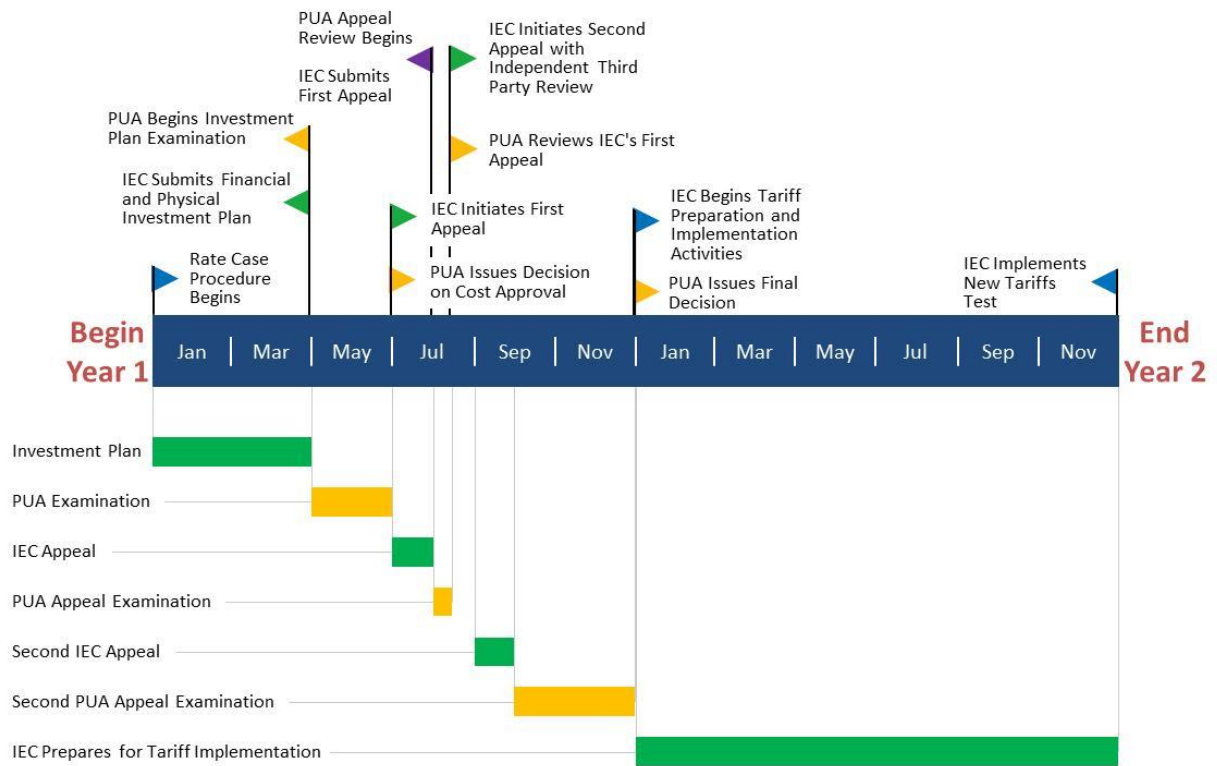 PUA Appeal
Review Begins
IEC Submits
First Appeal
IEC Initiates Second
Appeal with
Independent Third
Party Review
PUA Begins Investment
Plan Examination
PUA Reviews IEC's First
Appeal
IEC Submits Financial
and Physical
Investment Plan
IEC Initiates First
Appeal
IEC Begins Tariff
Preparation and
Implementation
Activities
Rate Case
Procedure
Begins
PUA Issues Decision
on Cost Approval
PUA Issues Final
Decision
IEC Implements
New Tariffs
Test
Begin
Year 1
Jan Mar May Jul Sep Nov Jan Mar May Jul Sep Nov
End
Year 2
Investment Plan
PUA Examination
IEC Appeal
PUA Appeal Examination
Second IEC Appeal
Second PUA Appeal Examination
IEC Prepares for Tariff Implementation